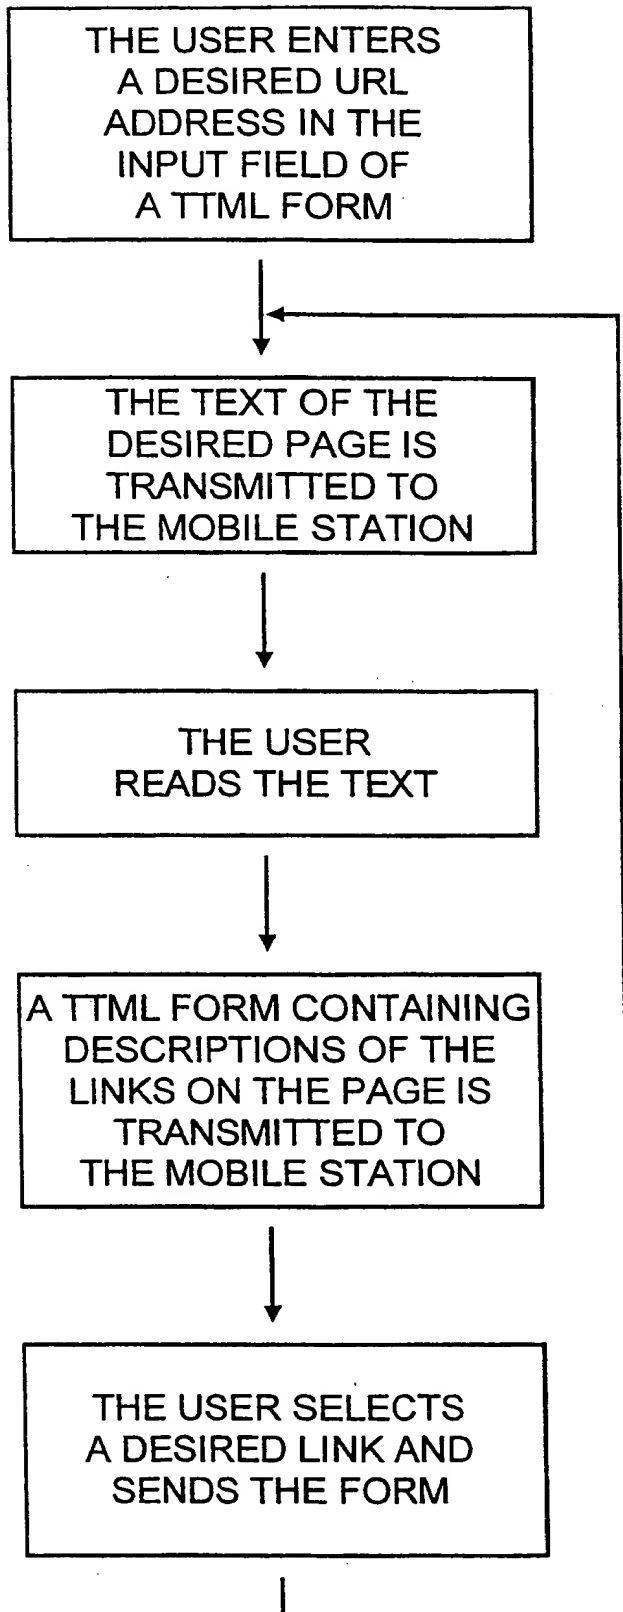 THE USER ENTERS
A DESIRED URL
ADDRESS IN THE
INPUT FIELD OF
A TTML FORM
THE TEXT OF THE
DESIRED PAGE IS
TRANSMITTED TO
THE MOBILE STATION
THE USER
READS THE TEXT
A TTML FORM CONTAINING
DESCRIPTIONS OF THE
LINKS ON THE PAGE IS
TRANSMITTED TO
THE MOBILE STATION
THE USER SELECTS
A DESIRED LINK AND
SENDS THE FORM